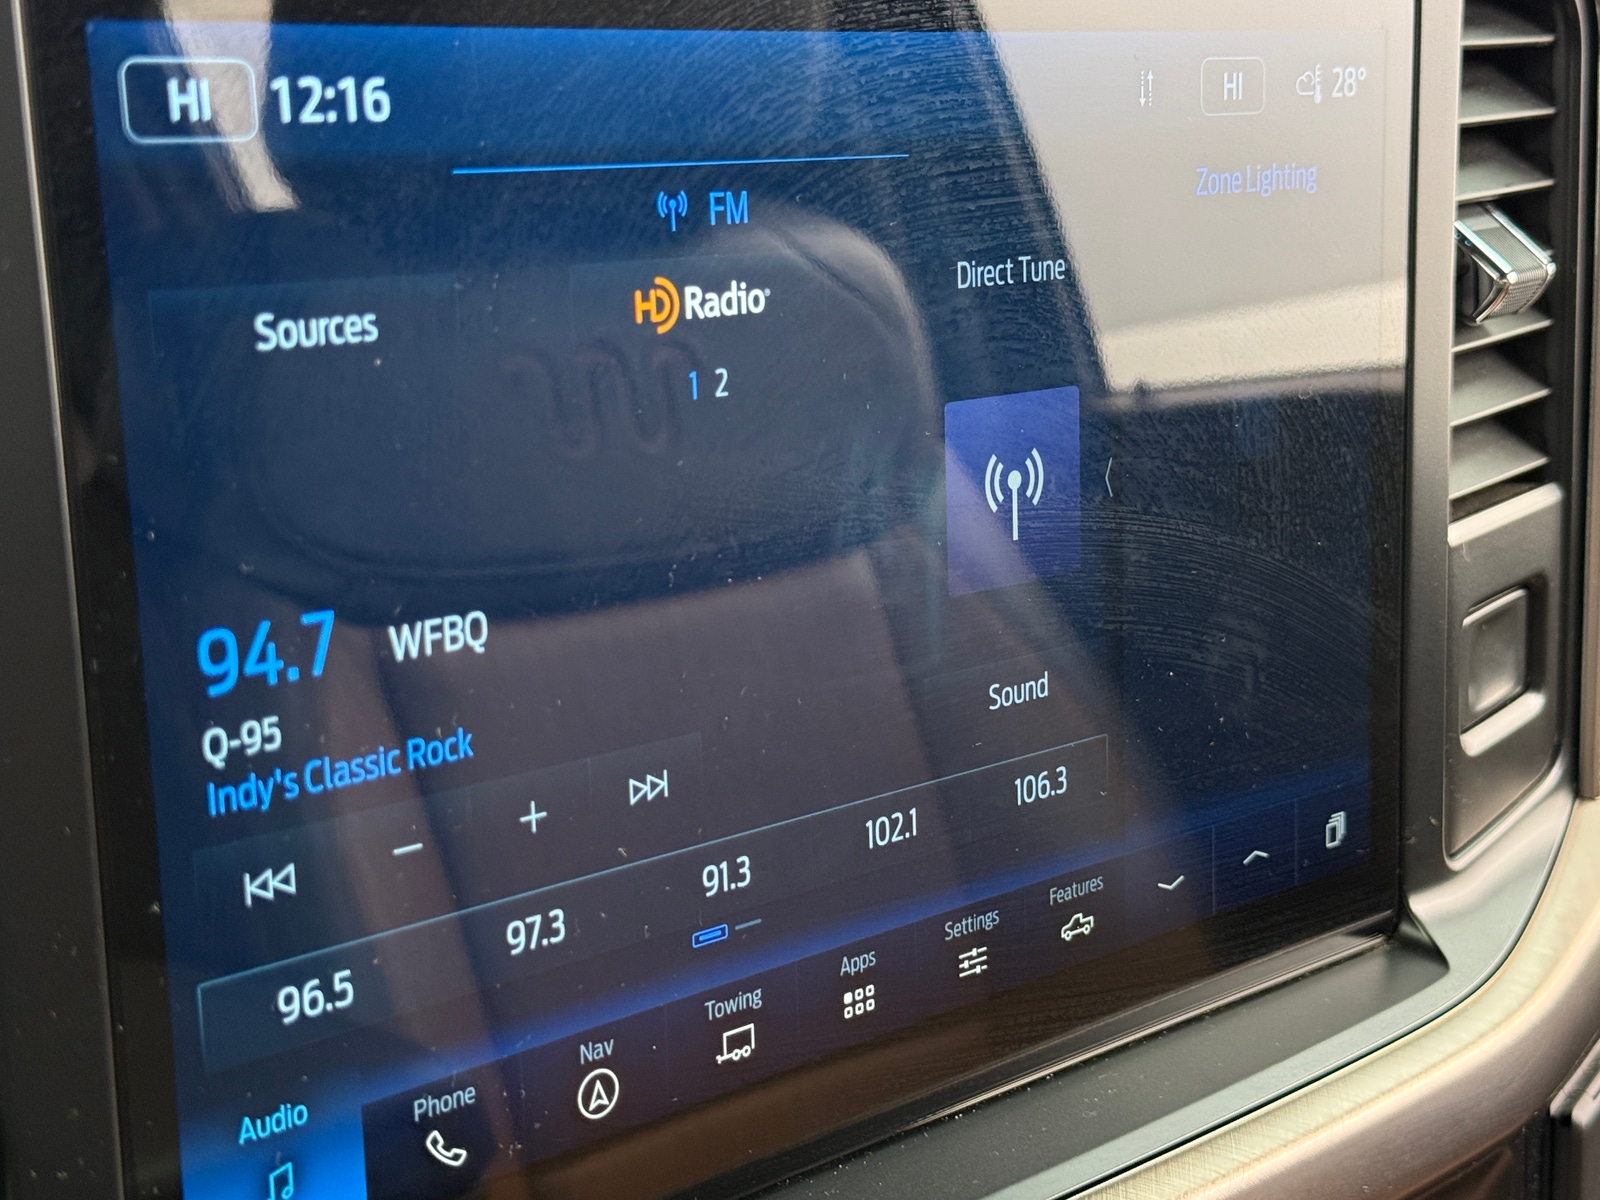 HI 12:16
HI 28°
Zone Lighting
FM
Direct Tune
HD Radio®
Sources
1 2
94.7 WFBQ
Q-95
Indy's Classic Rock
Sound
96.5 97.3 91.3 102.1 106.3
Audio Phone Nav Towing Apps Settings Features